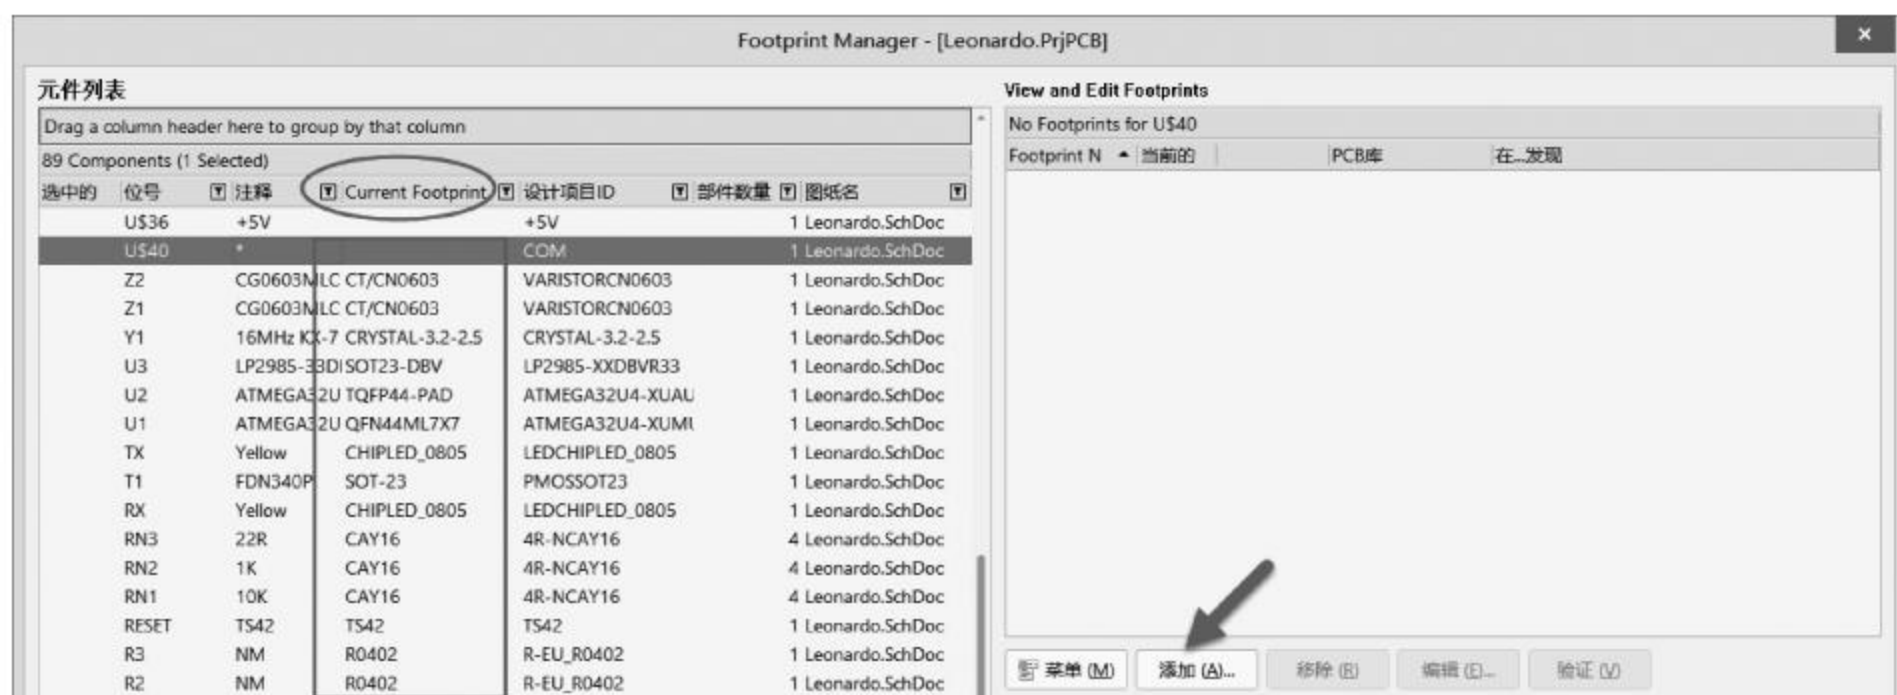 Footprint Manager - [Leonardo.PrjPCB]
元件列表
Drag a column header here to group by that column
89 Components (1 Selected)
选中的 位号 注释 Current Footprint 设计项目ID 部件数量 图纸名
U$36 +5V +5V 1 Leonardo.SchDoc
U$40 * COM 1 Leonardo.SchDoc
Z2 CG0603MLC CT/CN0603 VARISTORCN0603 1 Leonardo.SchDoc
Z1 CG0603MLC CT/CN0603 VARISTORCN0603 1 Leonardo.SchDoc
Y1 16MHz KX-7 CRYSTAL-3.2-2.5 CRYSTAL-3.2-2.5 1 Leonardo.SchDoc
U3 LP2985-33DI SOT23-DBV LP2985-XXDBVR33 1 Leonardo.SchDoc
U2 ATMEGA32U TQFP44-PAD ATMEGA32U4-XUAU 1 Leonardo.SchDoc
U1 ATMEGA32U QFN44ML7X7 ATMEGA32U4-XUMU 1 Leonardo.SchDoc
TX Yellow CHIPLED_0805 LEDCHIPLED_0805 1 Leonardo.SchDoc
T1 FDN340P SOT-23 PMOSSOT23 1 Leonardo.SchDoc
RX Yellow CHIPLED_0805 LEDCHIPLED_0805 1 Leonardo.SchDoc
RN3 22R CAY16 4R-NCAY16 4 Leonardo.SchDoc
RN2 1K CAY16 4R-NCAY16 4 Leonardo.SchDoc
RN1 10K CAY16 4R-NCAY16 4 Leonardo.SchDoc
RESET TS42 TS42 TS42 1 Leonardo.SchDoc
R3 NM R0402 R-EU_R0402 1 Leonardo.SchDoc
R2 NM R0402 R-EU_R0402 1 Leonardo.SchDoc
View and Edit Footprints
No Footprints for U$40
Footprint N 当前的 PCB库 在...发现
菜单 (M) 添加 (A)... 移除 (R) 编辑 (E)... 验证 (V)